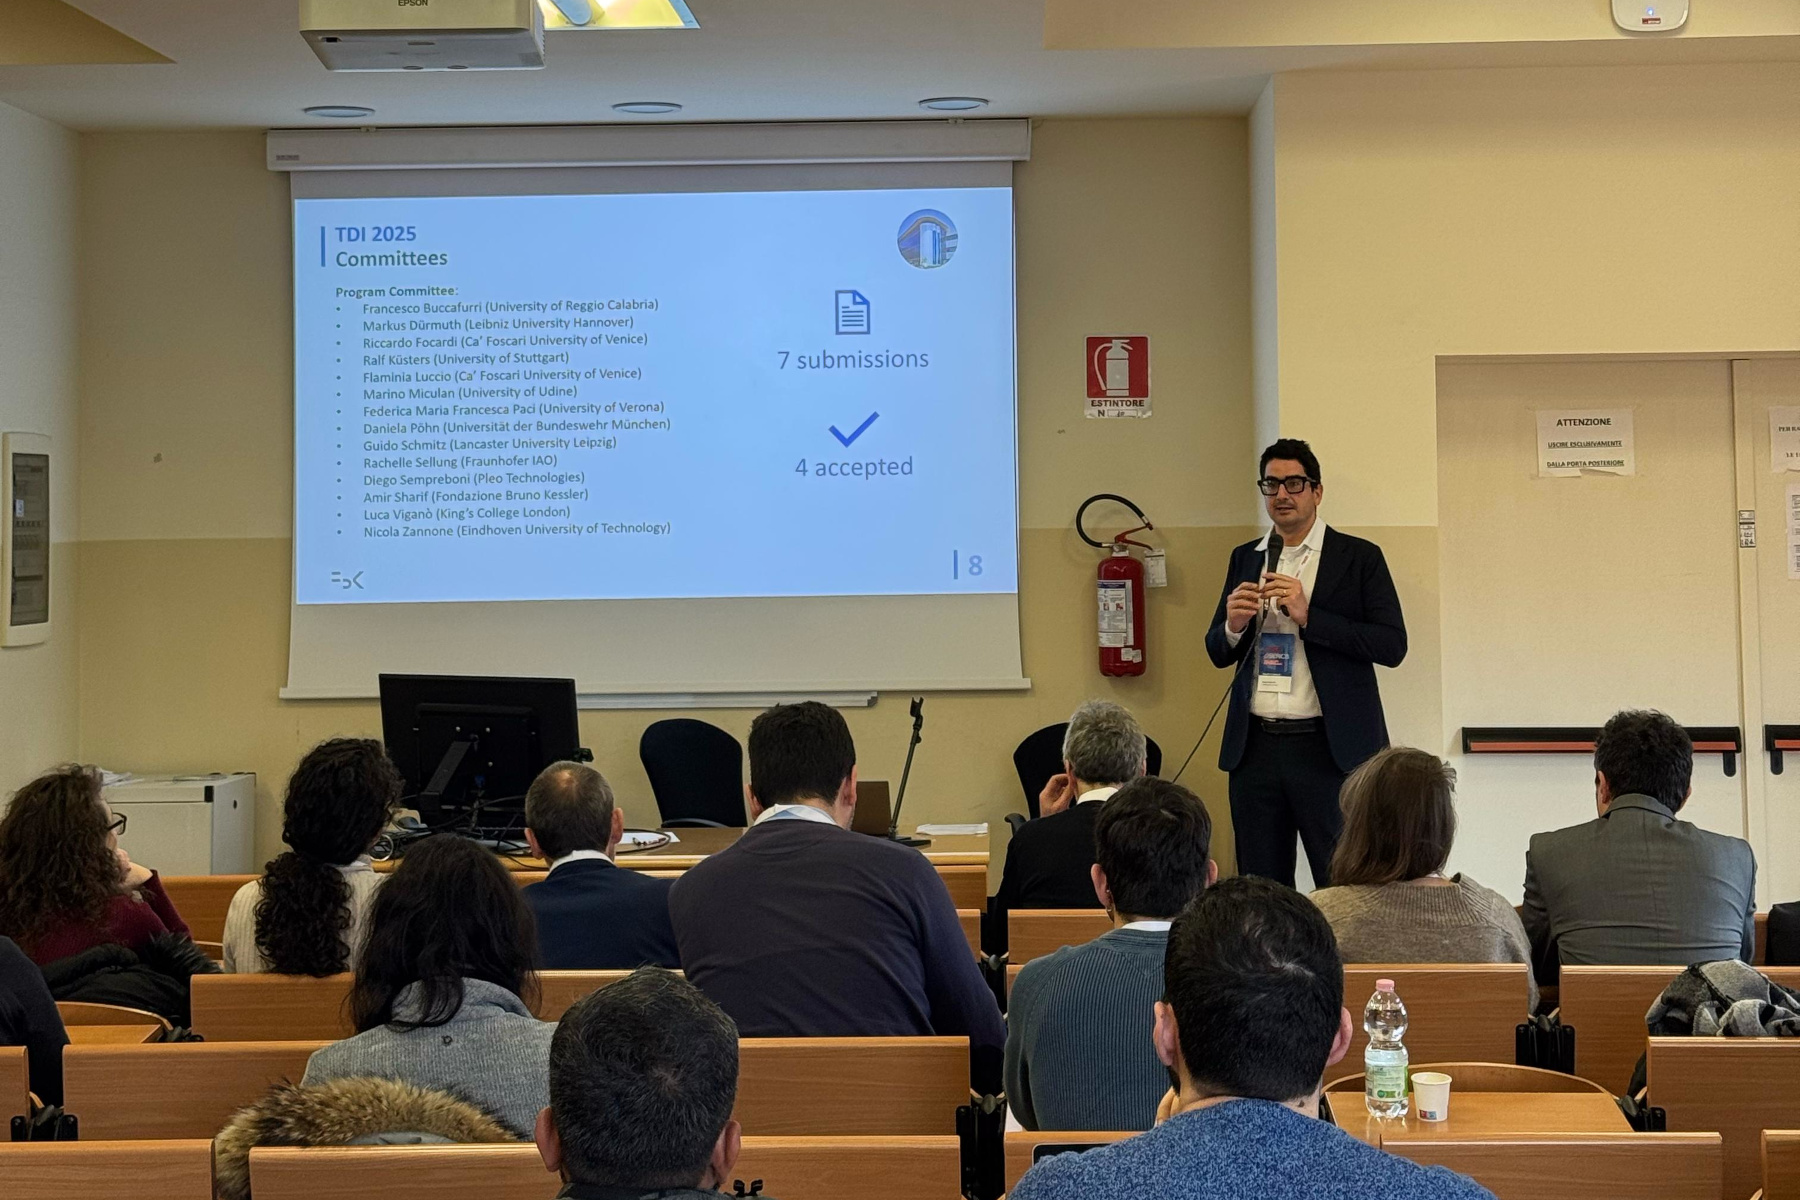 EPSON
TDI 2025
Committees
Program Committee:
• Francesco Buccafurri (University of Reggio Calabria)
• Markus Dürmuth (Leibniz University Hannover)
• Riccardo Focardi (Ca' Foscari University of Venice)
• Ralf Küsters (University of Stuttgart)
• Flaminia Luccio (Ca' Foscari University of Venice)
• Marino Miculan (University of Udine)
• Federica Maria Francesca Paci (University of Verona)
• Daniela Pöhn (Universität der Bundeswehr München)
• Guido Schmitz (Lancaster University Leipzig)
• Rachelle Sellung (Fraunhofer IAO)
• Diego Sempreboni (Pleo Technologies)
• Amir Sharif (Fondazione Bruno Kessler)
• Luca Viganò (King's College London)
• Nicola Zannone (Eindhoven University of Technology)
7 submissions
4 accepted
FBK
8
ESTINTORE
N
ATTENZIONE
USCIRE ESCLUSIVAMENTE
DALLA PORTA POSTERIORE